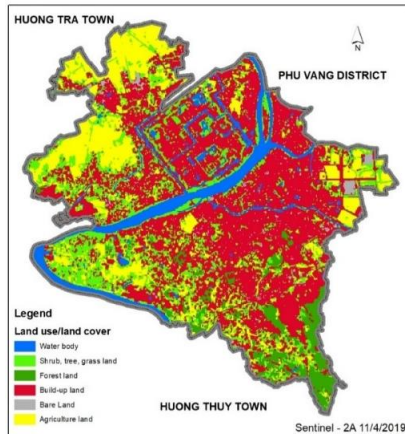 HUONG TRA TOWN
N
PHU VANG DISTRICT
Legend
Land use/land cover
Water body
Shrub, tree, grass land
Forest land
Build-up land
Bare Land
Agriculture land
HUONG THUY TOWN
Sentinel - 2A 11/4/2019